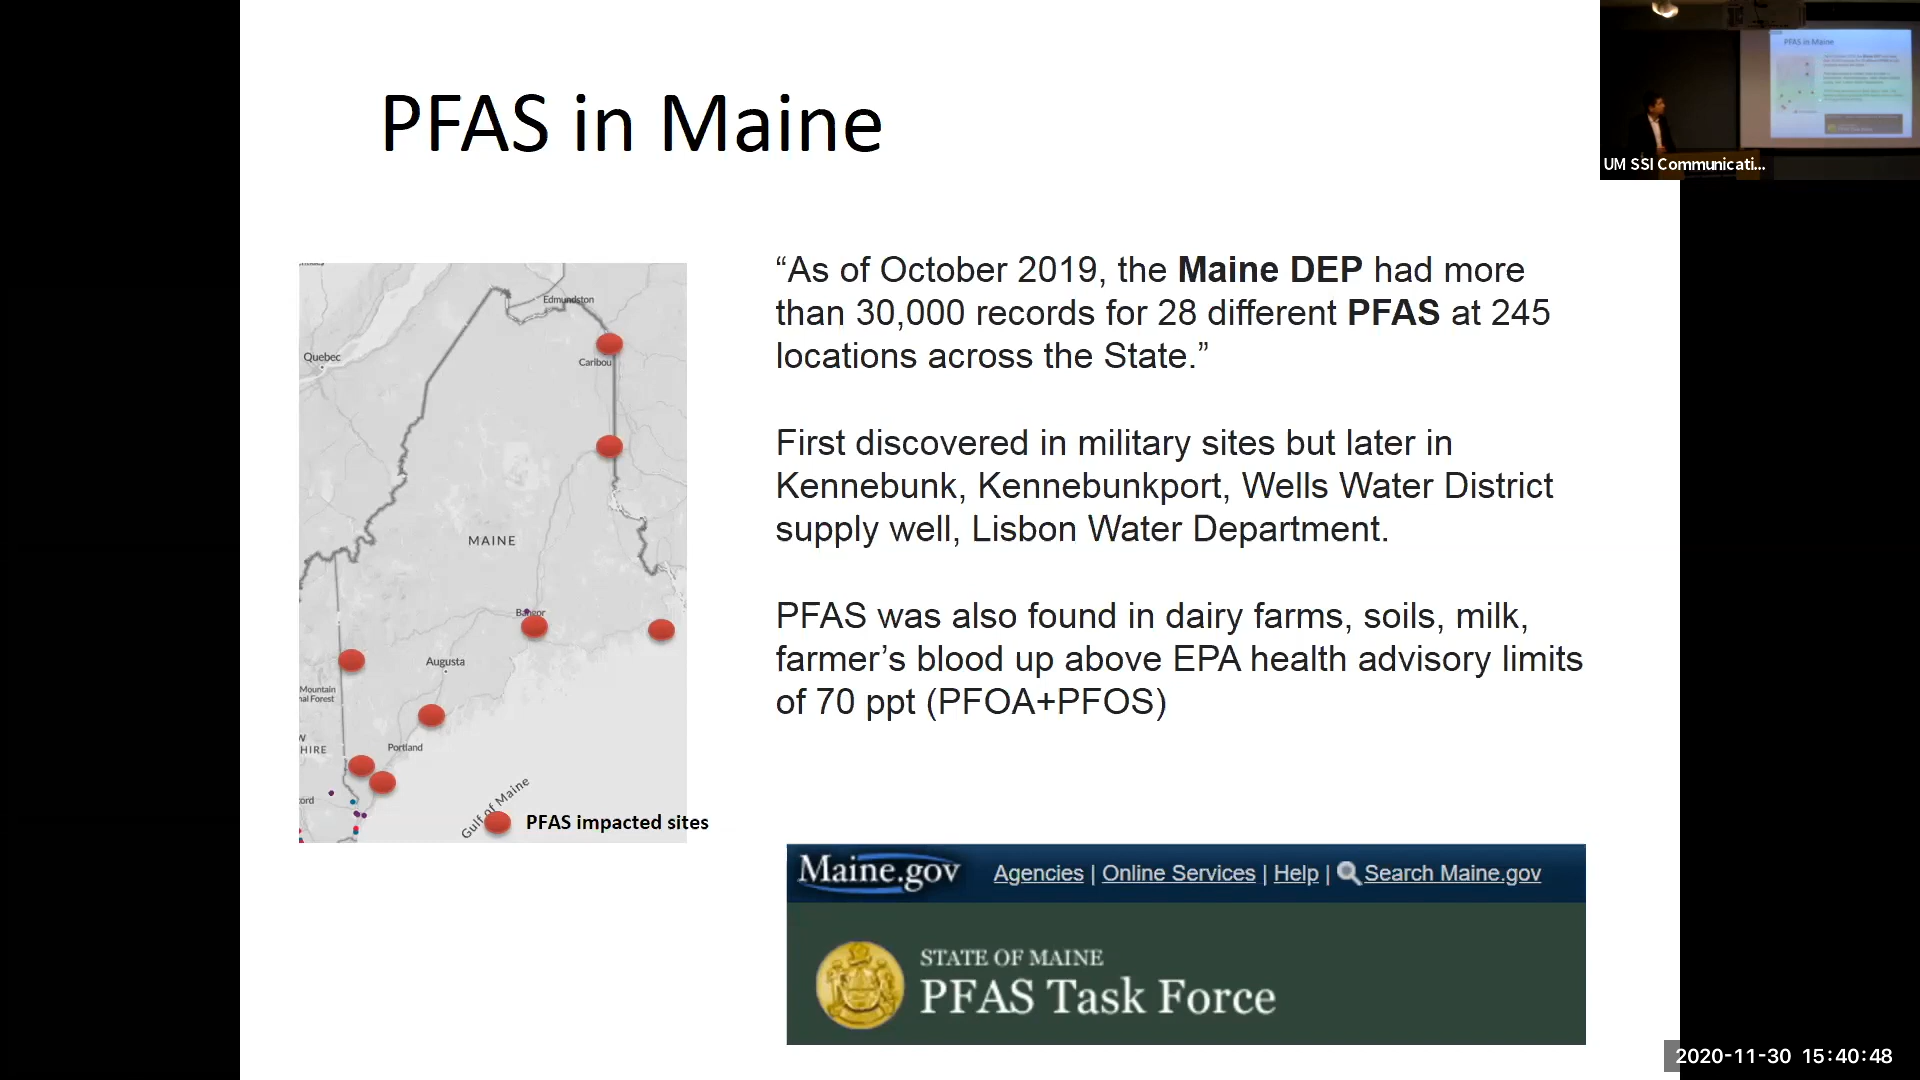 PFAS in Maine
UM SSI Communicati...
"As of October 2019, the Maine DEP had more
than 30,000 records for 28 different PFAS at 245
locations across the State."
First discovered in military sites but later in
Kennebunk, Kennebunkport, Wells Water District
supply well, Lisbon Water Department.
PFAS was also found in dairy farms, soils, milk,
farmer's blood up above EPA health advisory limits
of 70 ppt (PFOA+PFOS)
Edmundston
Quebec
Caribou
MAINE
Bangor
Augusta
Mountain
nal Forest
HIRE
Portland
ord
Gulf of Maine
PFAS impacted sites
Maine.gov Agencies | Online Services | Help | Search Maine.gov
STATE OF MAINE
PFAS Task Force
2020-11-30 15:40:48